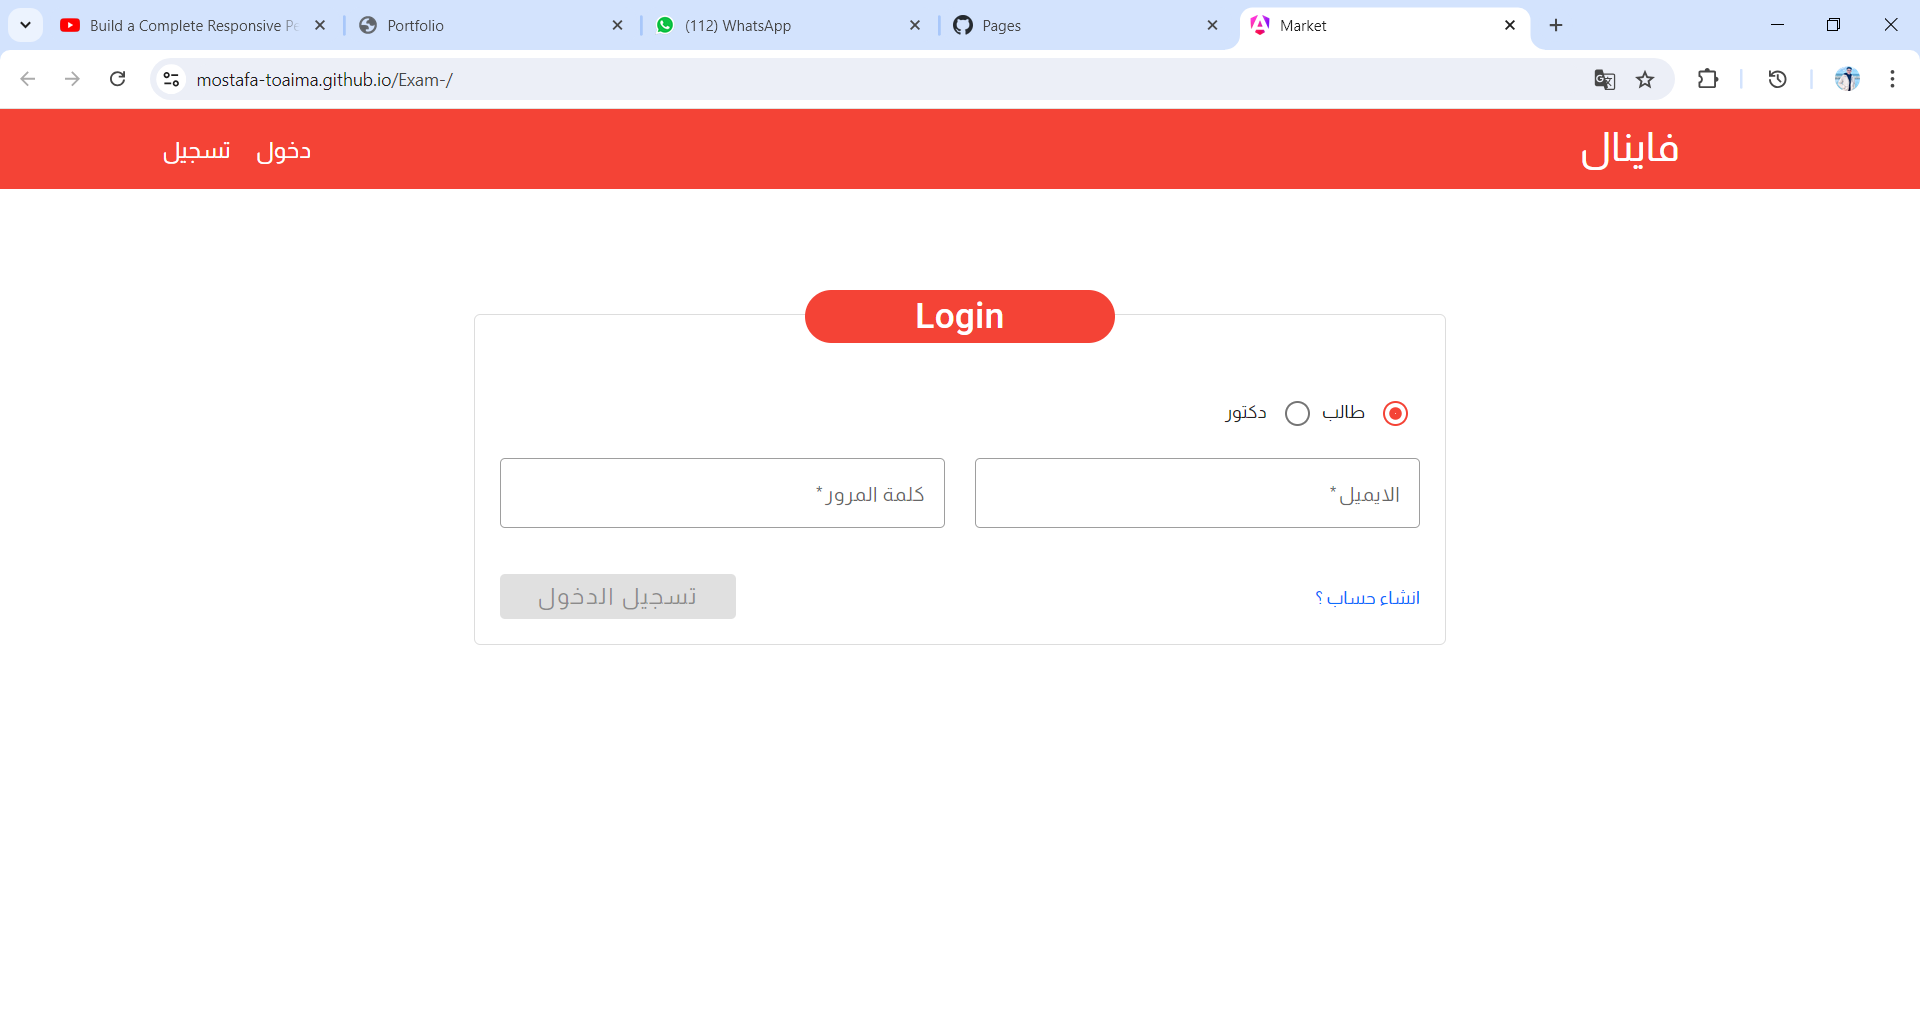 Build a Complete Responsive Pe
Portfolio
(112) WhatsApp
Pages
Market
mostafa-toaima.github.io/Exam-/
فاينال
دخول
تسجيل
Login
طالب
دكتور
الايميل *
كلمة المرور *
انشاء حساب ؟
تسجيل الدخول